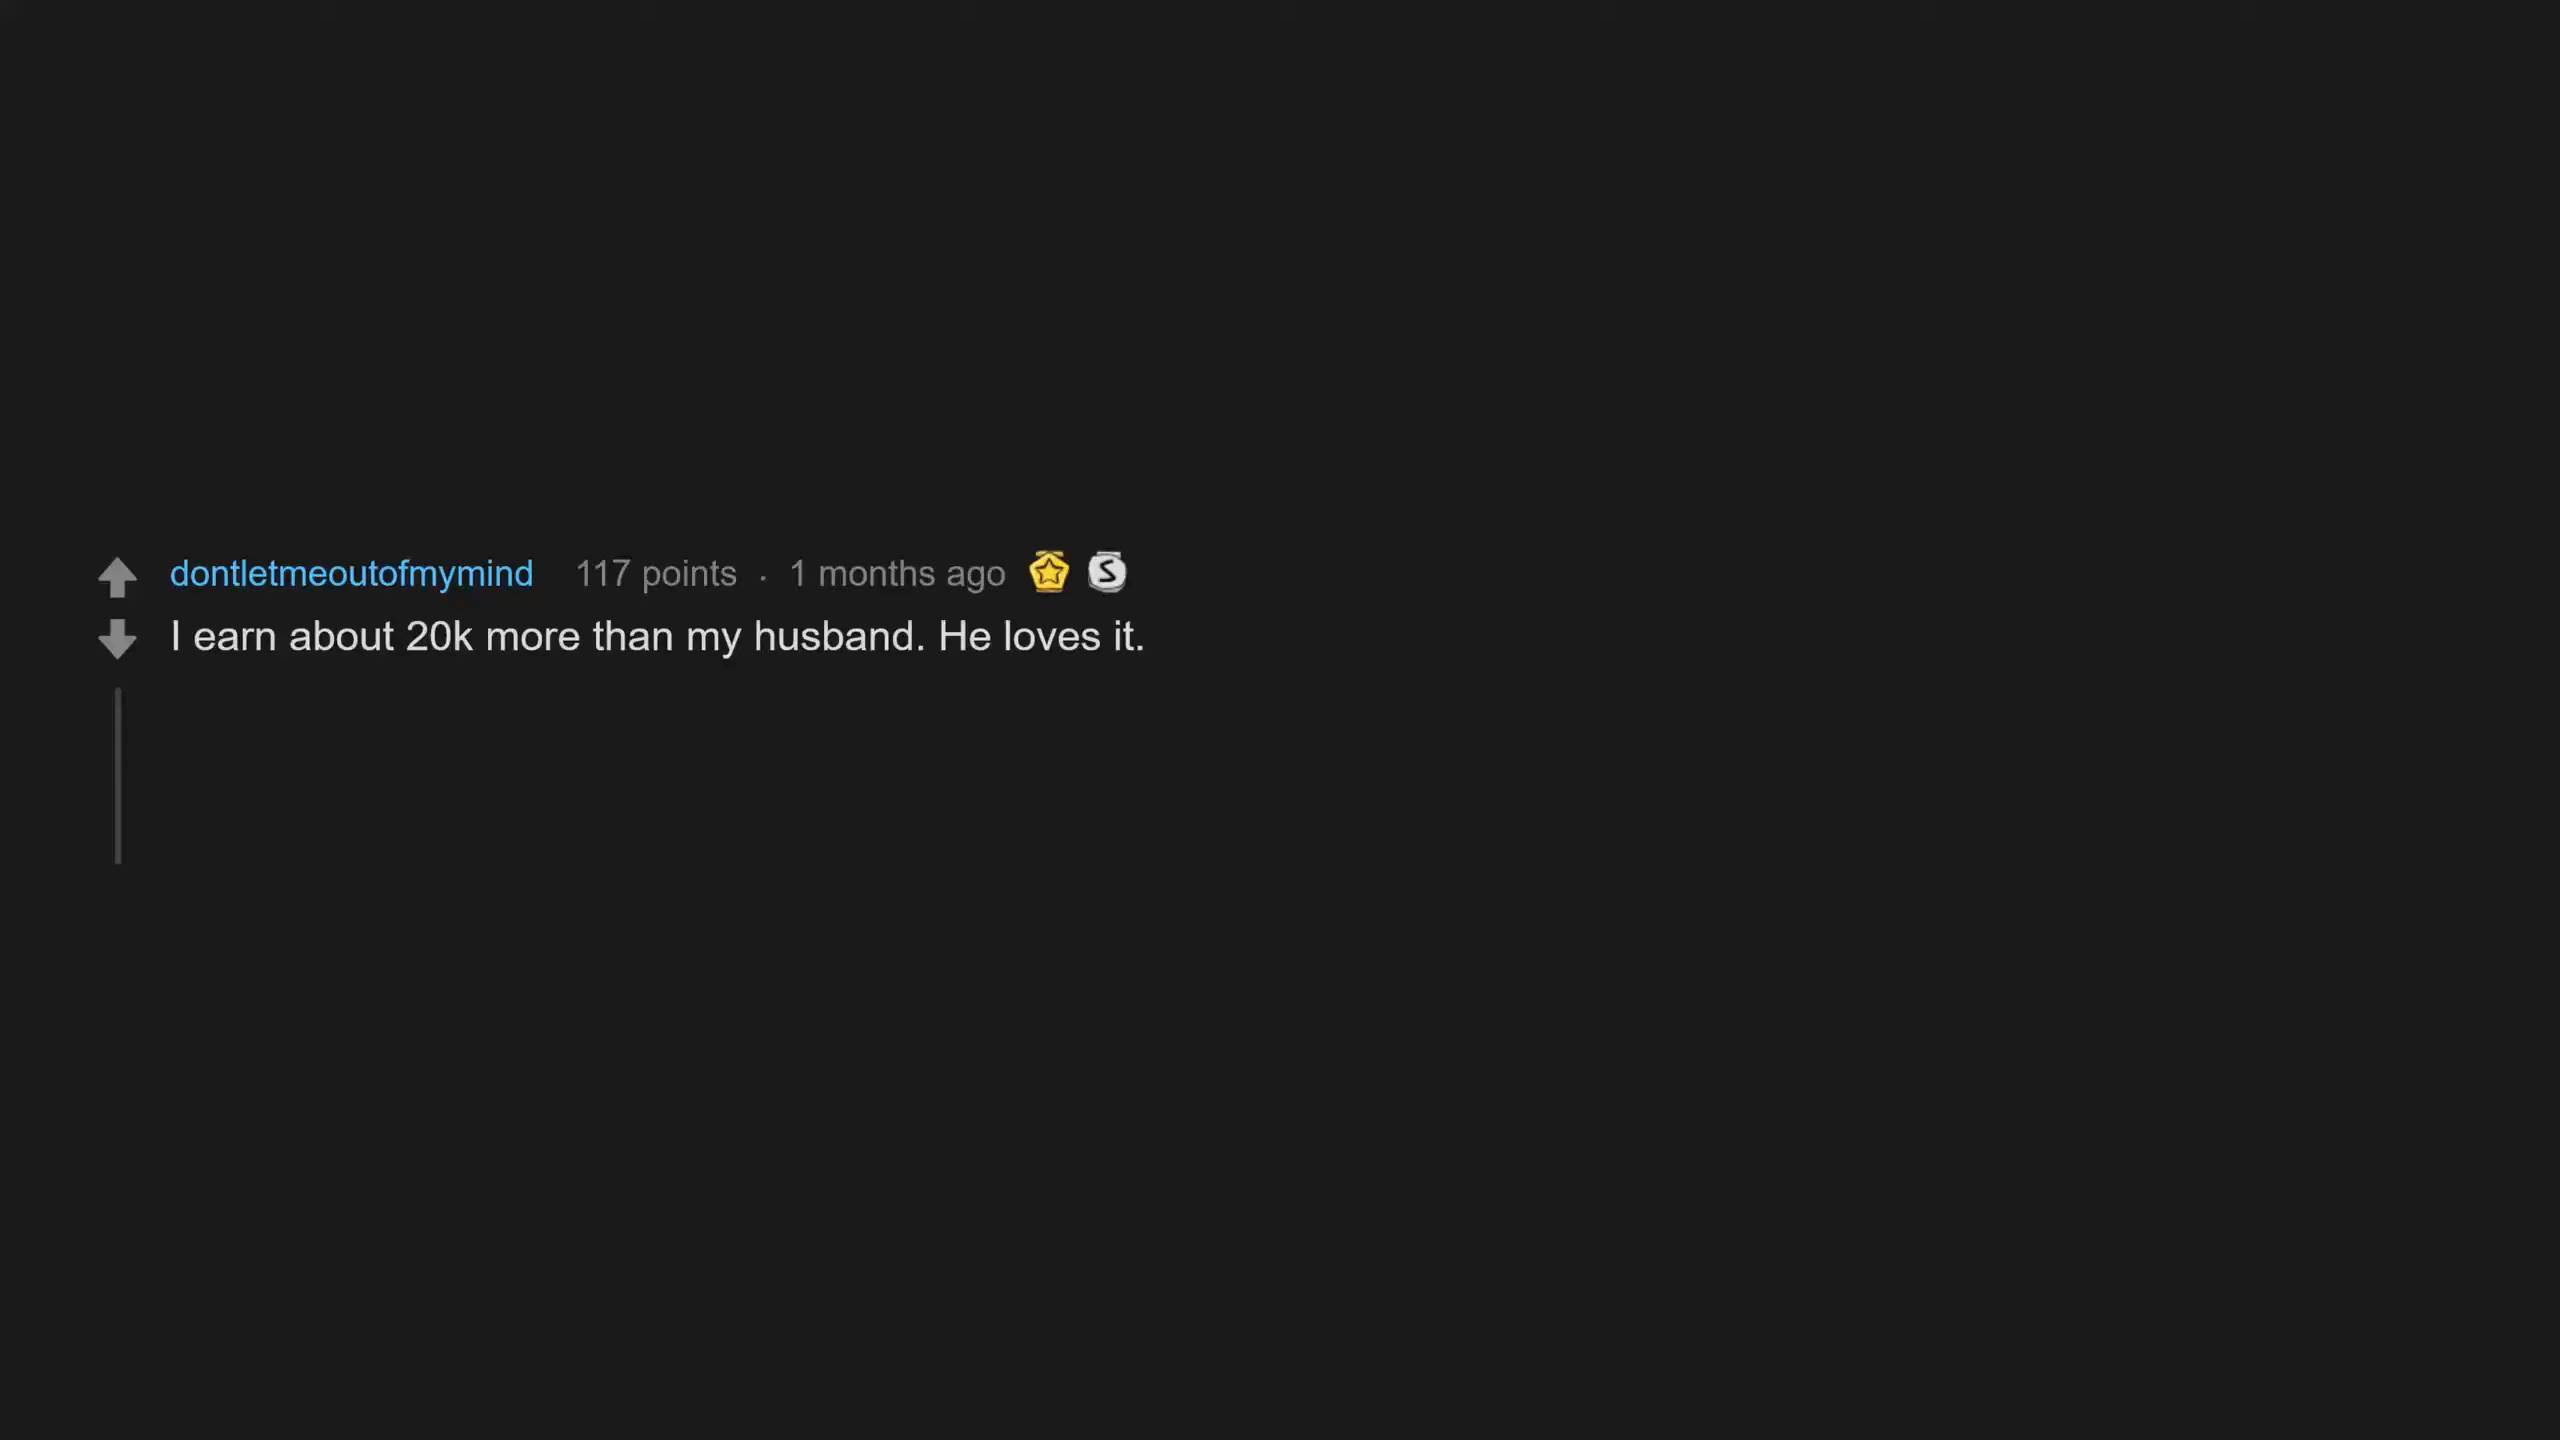 dontletmeoutofmymind 117 points . 1 months ago S
I earn about 20k more than my husband. He loves it.